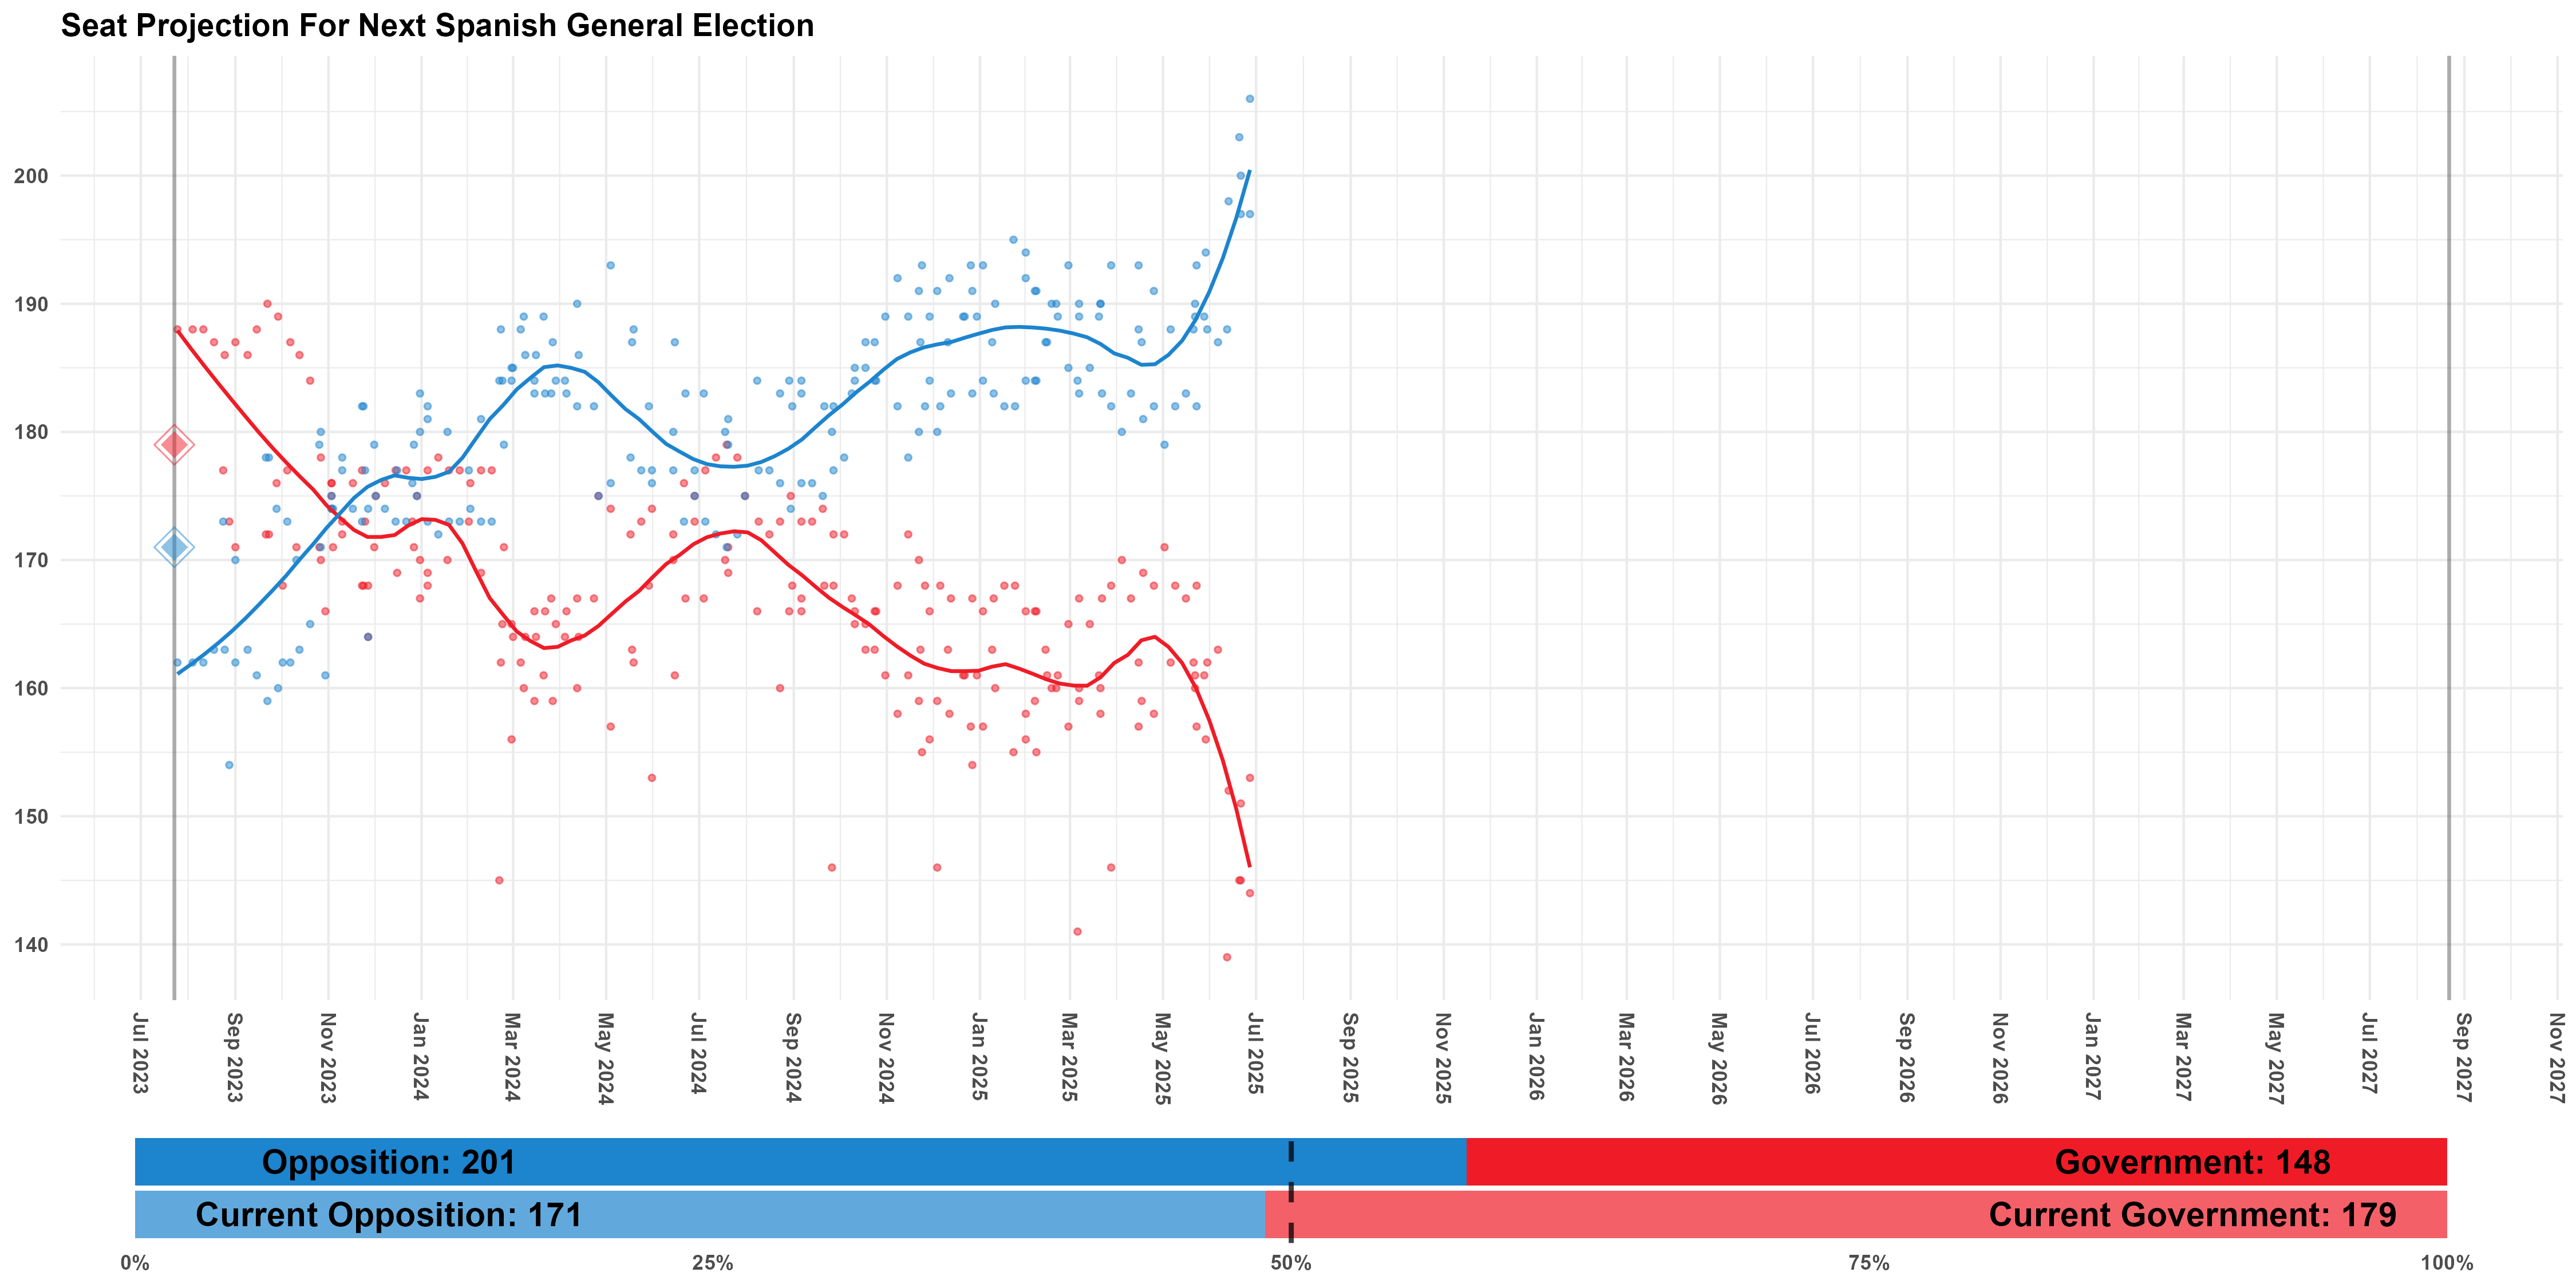 Seat Projection For Next Spanish General Election
200
190
180
170
160
150
140
Jul 2023
Sep 2023
Nov 2023
Jan 2024
Mar 2024
May 2024
Jul 2024
Sep 2024
Nov 2024
Jan 2025
Mar 2025
May 2025
Jul 2025
Sep 2025
Nov 2025
Jan 2026
Mar 2026
May 2026
Jul 2026
Sep 2026
Nov 2026
Jan 2027
Mar 2027
May 2027
Jul 2027
Sep 2027
Nov 2027
Opposition: 201 Government: 148
Current Opposition: 171 Current Government: 179
0% 25% 50% 75% 100%